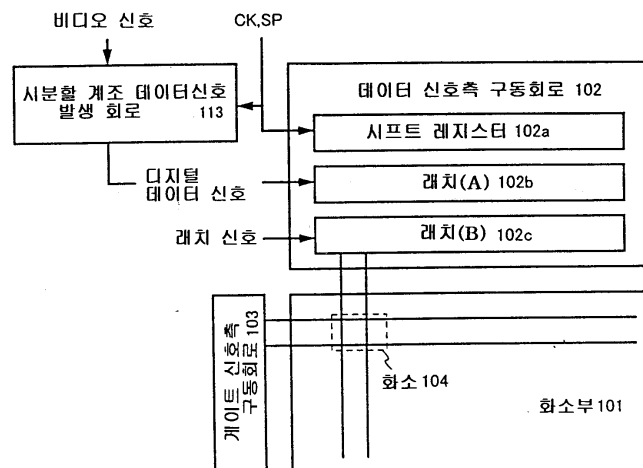 비디오 신호
CK,SP
시분할 계조 데이터신호
발생 회로 113
데이터 신호측 구동회로 102
시프트 레지스터 102a
디지털
데이터 신호
래치(A) 102b
래치 신호
래치(B) 102c
게이트 신호측
구동회로 103
화소 104
화소부 101